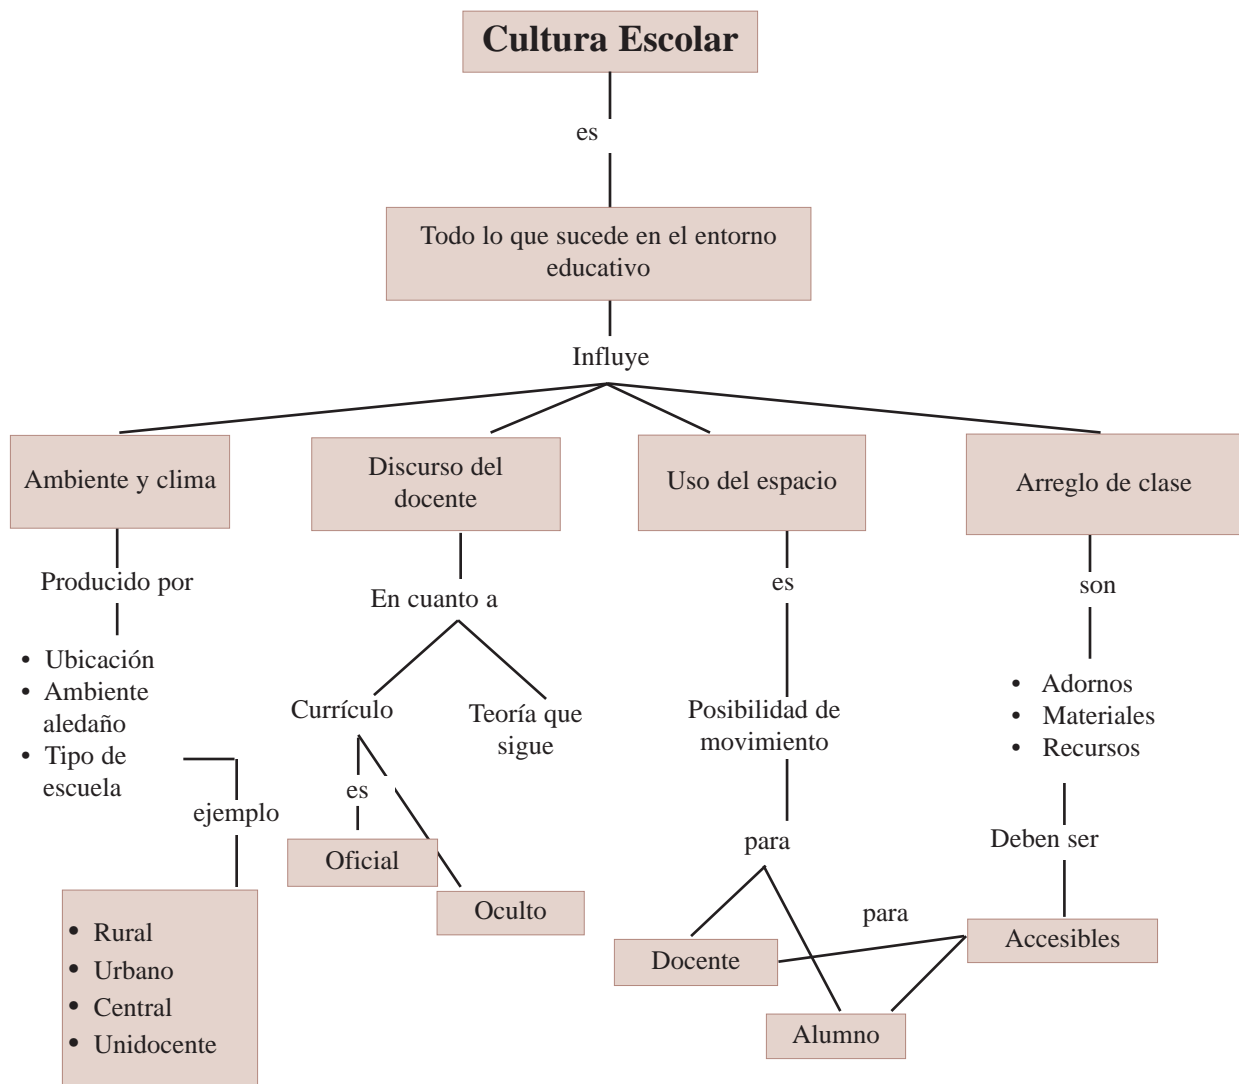 Cultura Escolar
es
Todo lo que sucede en el entorno
educativo
Influye
Ambiente y clima
Producido por
• Ubicación
• Ambiente
aledaño
• Tipo de
escuela
ejemplo
• Rural
• Urbano
• Central
• Unidocente
Discurso del
docente
En cuanto a
Currículo
es
Oficial
Oculto
Teoría que
sigue
Uso del espacio
es
Posibilidad de
movimiento
para
Docente
Alumno
Arreglo de clase
son
• Adornos
• Materiales
• Recursos
Deben ser
Accesibles
para